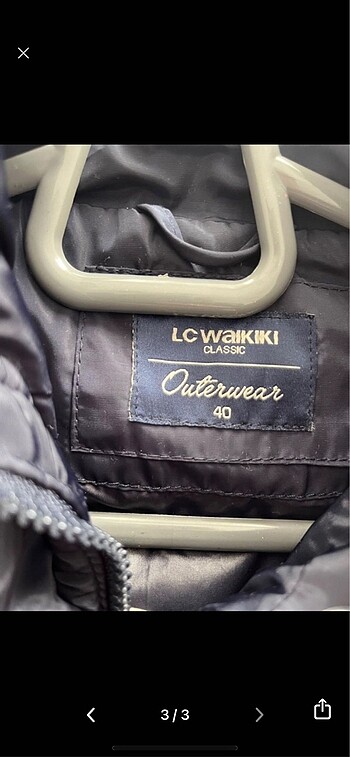 LC WAIKIKI
CLASSIC
Outerwear
40
3/3